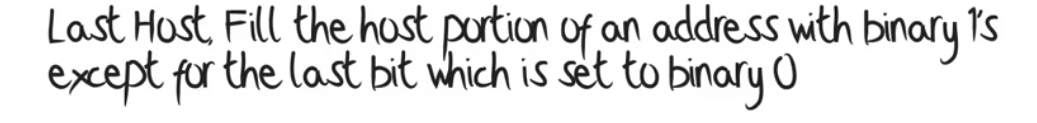 Last Host, Fill the host portion of an address with binary 1's
except for the last bit which is set to binary 0